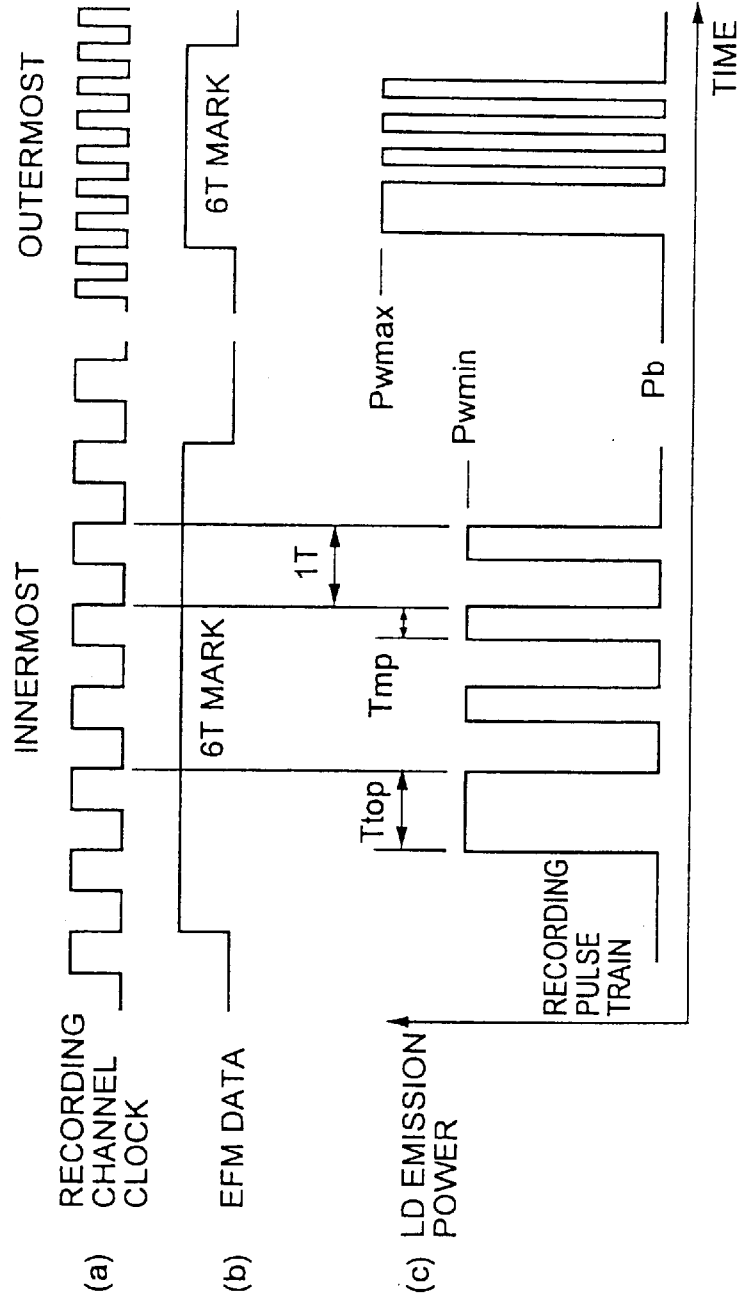 INNERMOST
OUTERMOST
(a)
RECORDING
CHANNEL
CLOCK
(b)
EFM DATA
6T MARK
6T MARK
1T
Ttop
Tmp
Pwmax
Pwmin
Pb
(c)
LD EMISSION
POWER
RECORDING
PULSE
TRAIN
TIME